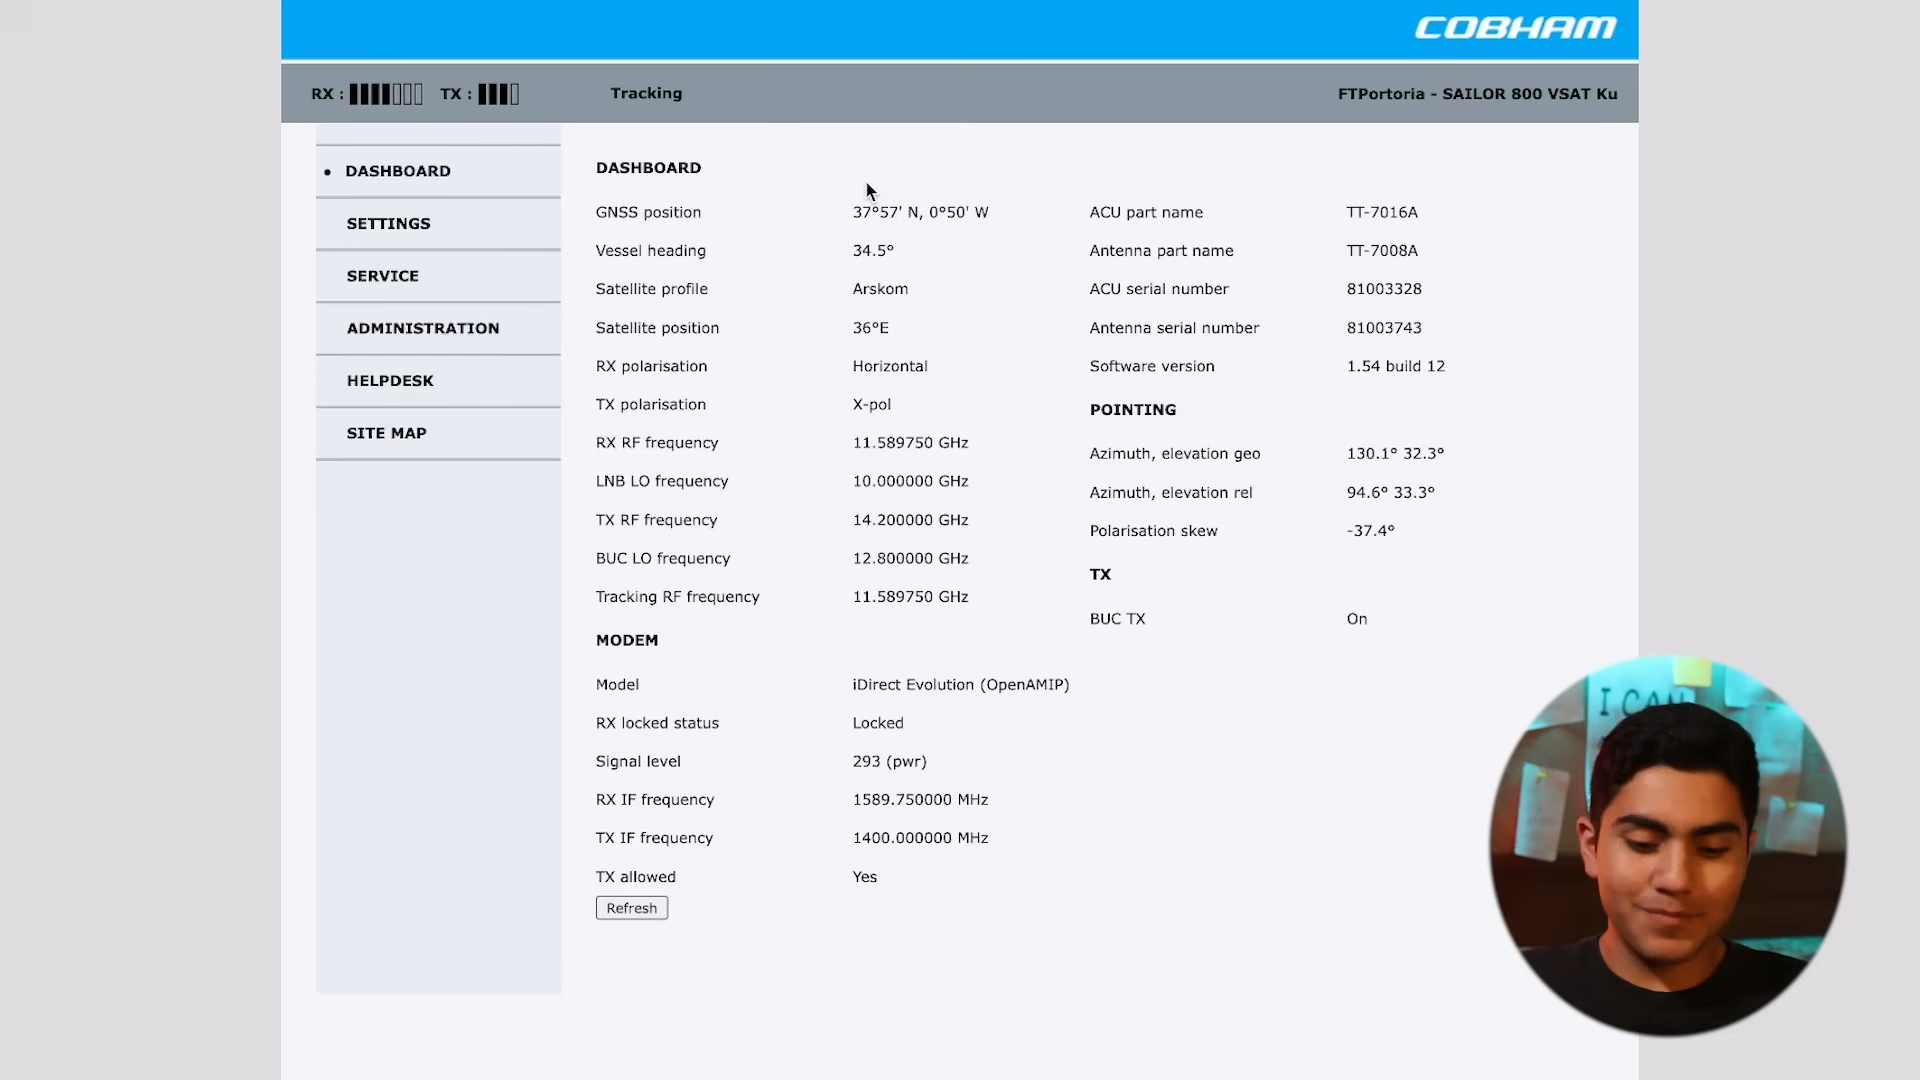 COBHAM
RX : TX : Tracking FTPortoria - SAILOR 800 VSAT Ku
DASHBOARD
SETTINGS
SERVICE
ADMINISTRATION
HELPDESK
SITE MAP
DASHBOARD
GNSS position 37°57' N, 0°50' W
Vessel heading 34.5°
Satellite profile Arskom
Satellite position 36°E
RX polarisation Horizontal
TX polarisation X-pol
RX RF frequency 11.589750 GHz
LNB LO frequency 10.000000 GHz
TX RF frequency 14.200000 GHz
BUC LO frequency 12.800000 GHz
Tracking RF frequency 11.589750 GHz
MODEM
Model iDirect Evolution (OpenAMIP)
RX locked status Locked
Signal level 293 (pwr)
RX IF frequency 1589.750000 MHz
TX IF frequency 1400.000000 MHz
TX allowed Yes
Refresh
ACU part name TT-7016A
Antenna part name TT-7008A
ACU serial number 81003328
Antenna serial number 81003743
Software version 1.54 build 12
POINTING
Azimuth, elevation geo 130.1° 32.3°
Azimuth, elevation rel 94.6° 33.3°
Polarisation skew -37.4°
TX
BUC TX On
I CAN